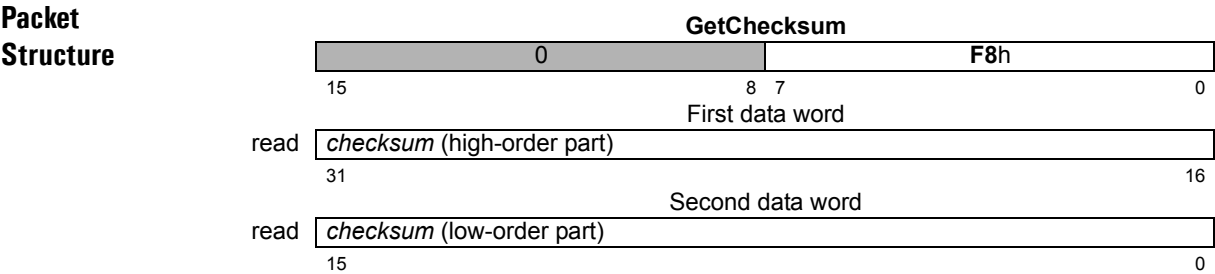 Packet
Structure
GetChecksum
0 F8h
15 8 7 0
First data word
read checksum (high-order part)
31 16
Second data word
read checksum (low-order part)
15 0